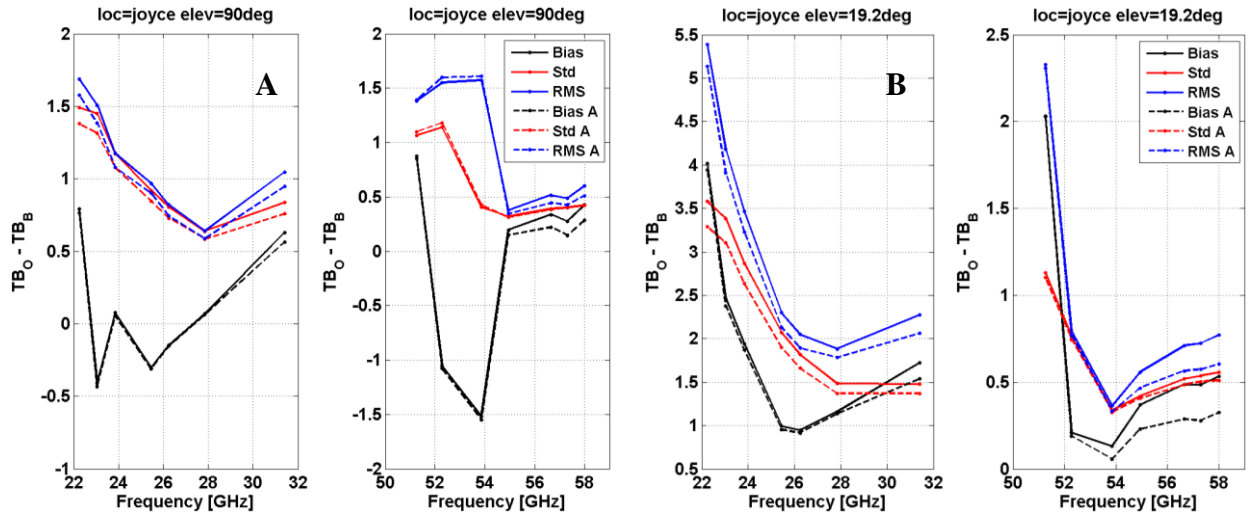 loc=joyce elev=90deg
A
TB_O - TB_B
2
1.5
1
0.5
0
-0.5
-1
22 24 26 28 30 32
Frequency [GHz]
loc=joyce elev=90deg
Bias
Std
RMS
Bias A
Std A
RMS A
TB_O - TB_B
2
1.5
1
0.5
0
-0.5
-1
-1.5
-2
50 52 54 56 58
Frequency [GHz]
loc=joyce elev=19.2deg
B
TB_O - TB_B
5.5
5
4.5
4
3.5
3
2.5
2
1.5
1
0.5
22 24 26 28 30 32
Frequency [GHz]
loc=joyce elev=19.2deg
Bias
Std
RMS
Bias A
Std A
RMS A
TB_O - TB_B
2.5
2
1.5
1
0.5
0
50 52 54 56 58
Frequency [GHz]